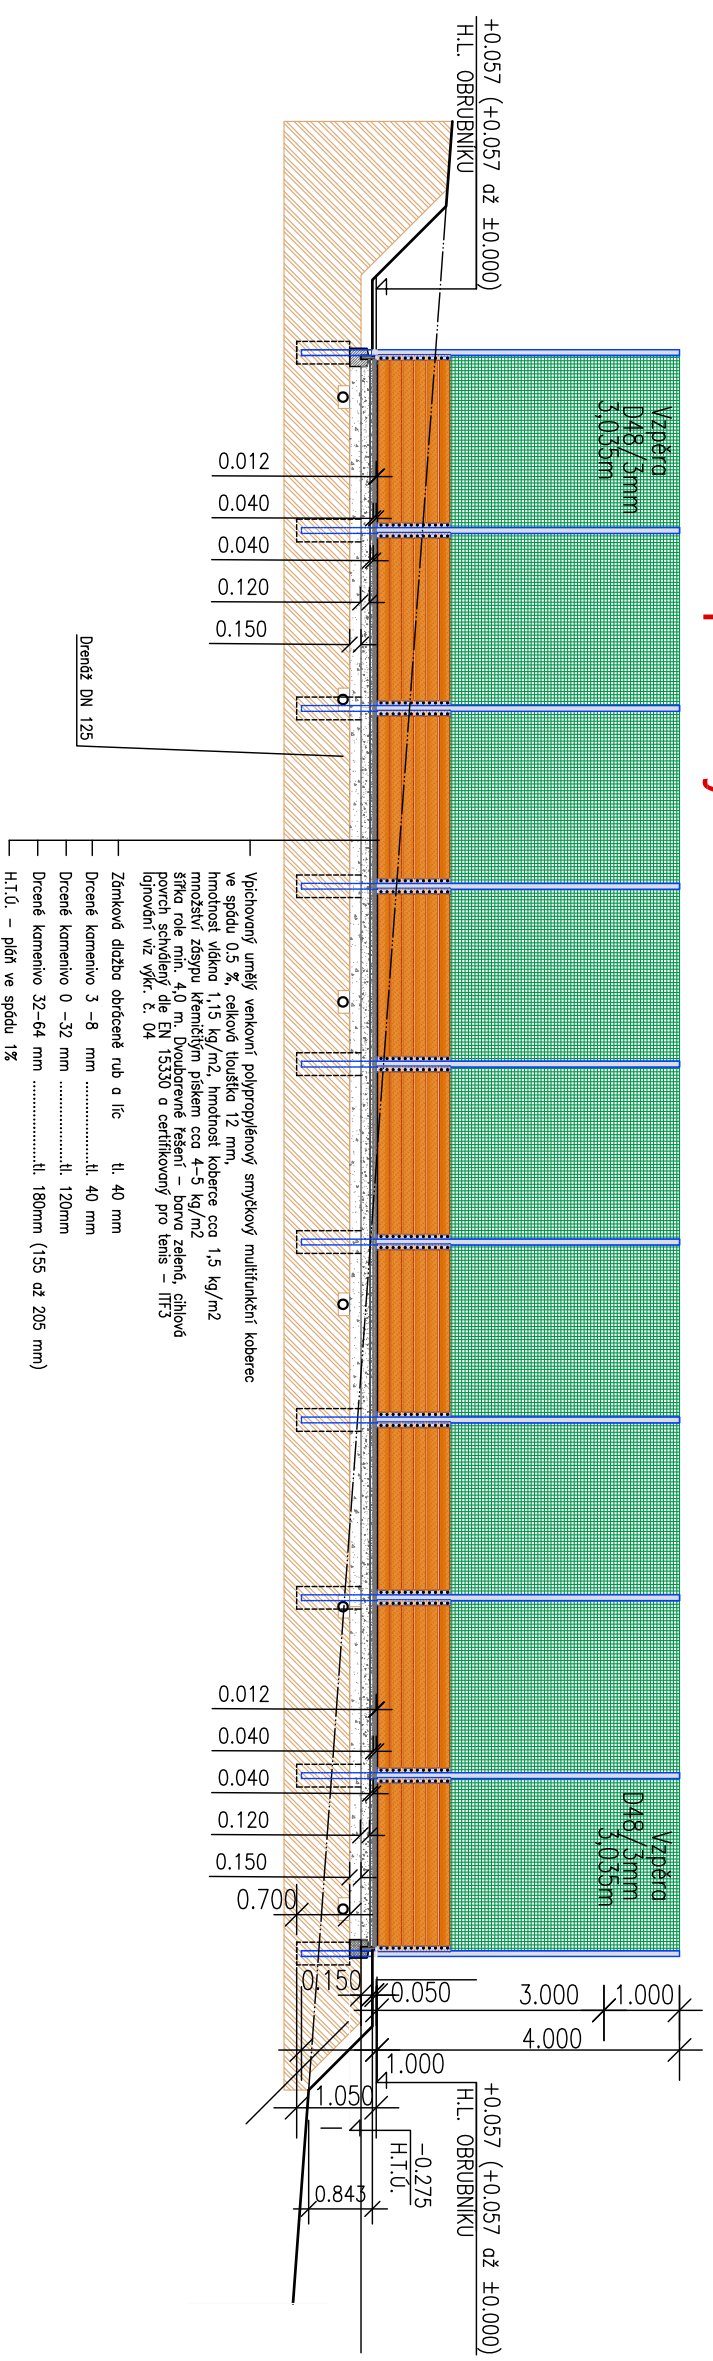 +0.057 (+0.057 až ±0.000)
H.L. OBRUBNÍKU
Vzpěra
D48/3mm
3,035m
0.012
0.040
0.040
0.120
0.150
Drenáž DN 125
Vpichovaný umělý venkovní polypropylénový smyčkový multifunkční koberec
ve spádu 0.5 %, celková tloušťka 12 mm,
hmotnost vlákna 1,15 kg/m2, hmotnost koberce cca 1,5 kg/m2
množství zásypu křemičitým pískem cca 4-5 kg/m2
šířka role min. 4,0 m. Dvoubarevné řešení - barva zelená, cihlová
povrch schválený dle EN 15330 a certifikovaný pro tenis - ITF3
lajnování viz výkr. č. 04
Zámková dlažba obráceně rub a líc tl. 40 mm
Drcené kamenivo 3 -8 mm ................tl. 40 mm
Drcené kamenivo 0 -32 mm ................tl. 120mm
Drcené kamenivo 32-64 mm ................tl. 180mm (155 až 205 mm)
H.T.Ú. - pláň ve spádu 1%
0.012
0.040
0.040
0.120
0.150
0.700
Vzpěra
D48/3mm
3,035m
0.150
0.050
3.000
1.000
4.000
1.000
1.050
-0.275
H.T.Ú.
0.843
+0.057 (+0.057 až ±0.000)
H.L. OBRUBNÍKU